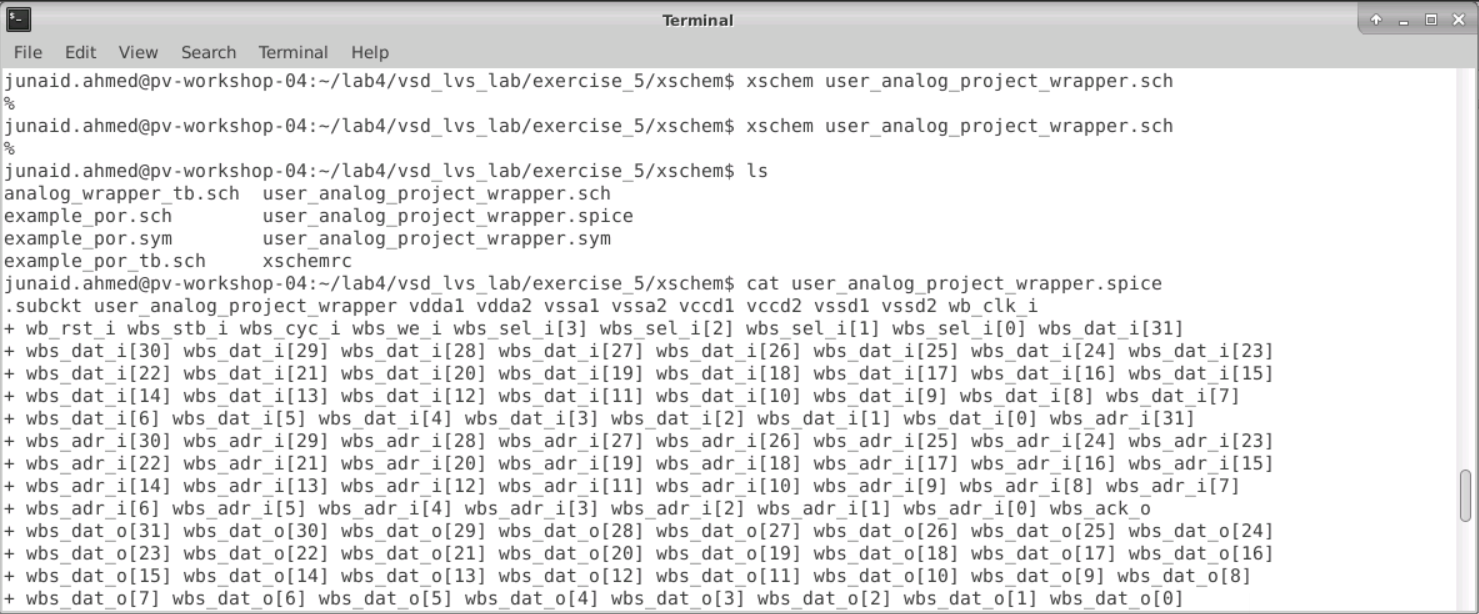 Terminal
File Edit View Search Terminal Help
junaid.ahmed@pv-workshop-04:~/lab4/vsd_lvs_lab/exercise_5/xschem$ xschem user_analog_project_wrapper.sch
%
junaid.ahmed@pv-workshop-04:~/lab4/vsd_lvs_lab/exercise_5/xschem$ xschem user_analog_project_wrapper.sch
%
junaid.ahmed@pv-workshop-04:~/lab4/vsd_lvs_lab/exercise_5/xschem$ ls
analog_wrapper_tb.sch  user_analog_project_wrapper.sch
example_por.sch        user_analog_project_wrapper.spice
example_por.sym        user_analog_project_wrapper.sym
example_por_tb.sch     xschemrc
junaid.ahmed@pv-workshop-04:~/lab4/vsd_lvs_lab/exercise_5/xschem$ cat user_analog_project_wrapper.spice
.subckt user_analog_project_wrapper vdda1 vdda2 vssa1 vssa2 vccd1 vccd2 vssd1 vssd2 wb_clk_i
+ wb_rst_i wbs_stb_i wbs_cyc_i wbs_we_i wbs_sel_i[3] wbs_sel_i[2] wbs_sel_i[1] wbs_sel_i[0] wbs_dat_i[31]
+ wbs_dat_i[30] wbs_dat_i[29] wbs_dat_i[28] wbs_dat_i[27] wbs_dat_i[26] wbs_dat_i[25] wbs_dat_i[24] wbs_dat_i[23]
+ wbs_dat_i[22] wbs_dat_i[21] wbs_dat_i[20] wbs_dat_i[19] wbs_dat_i[18] wbs_dat_i[17] wbs_dat_i[16] wbs_dat_i[15]
+ wbs_dat_i[14] wbs_dat_i[13] wbs_dat_i[12] wbs_dat_i[11] wbs_dat_i[10] wbs_dat_i[9] wbs_dat_i[8] wbs_dat_i[7]
+ wbs_dat_i[6] wbs_dat_i[5] wbs_dat_i[4] wbs_dat_i[3] wbs_dat_i[2] wbs_dat_i[1] wbs_dat_i[0] wbs_adr_i[31]
+ wbs_adr_i[30] wbs_adr_i[29] wbs_adr_i[28] wbs_adr_i[27] wbs_adr_i[26] wbs_adr_i[25] wbs_adr_i[24] wbs_adr_i[23]
+ wbs_adr_i[22] wbs_adr_i[21] wbs_adr_i[20] wbs_adr_i[19] wbs_adr_i[18] wbs_adr_i[17] wbs_adr_i[16] wbs_adr_i[15]
+ wbs_adr_i[14] wbs_adr_i[13] wbs_adr_i[12] wbs_adr_i[11] wbs_adr_i[10] wbs_adr_i[9] wbs_adr_i[8] wbs_adr_i[7]
+ wbs_adr_i[6] wbs_adr_i[5] wbs_adr_i[4] wbs_adr_i[3] wbs_adr_i[2] wbs_adr_i[1] wbs_adr_i[0] wbs_ack_o
+ wbs_dat_o[31] wbs_dat_o[30] wbs_dat_o[29] wbs_dat_o[28] wbs_dat_o[27] wbs_dat_o[26] wbs_dat_o[25] wbs_dat_o[24]
+ wbs_dat_o[23] wbs_dat_o[22] wbs_dat_o[21] wbs_dat_o[20] wbs_dat_o[19] wbs_dat_o[18] wbs_dat_o[17] wbs_dat_o[16]
+ wbs_dat_o[15] wbs_dat_o[14] wbs_dat_o[13] wbs_dat_o[12] wbs_dat_o[11] wbs_dat_o[10] wbs_dat_o[9] wbs_dat_o[8]
+ wbs_dat_o[7] wbs_dat_o[6] wbs_dat_o[5] wbs_dat_o[4] wbs_dat_o[3] wbs_dat_o[2] wbs_dat_o[1] wbs_dat_o[0]